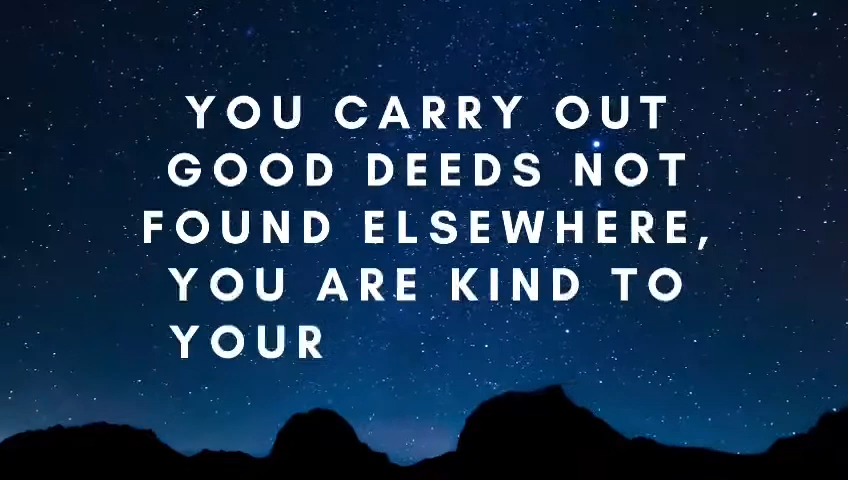 YOU CARRY OUT
GOOD DEEDS NOT
FOUND ELSEWHERE,
YOU ARE KIND TO
YOUR